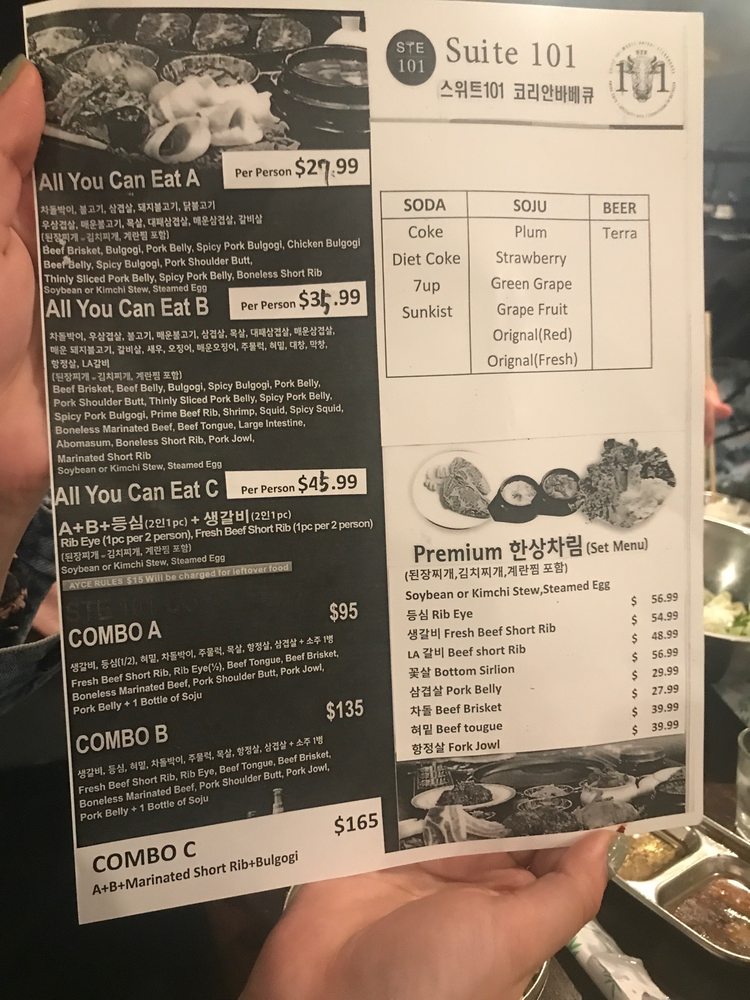 All You Can Eat A
Per Person $27.99
차돌박이, 불고기, 삼겹살, 돼지불고기, 닭불고기
우삼겹살, 매운불고기, 목살, 대패삼겹살, 매운삼겹살, 갈비살
(된장찌개 - 김치찌개, 계란찜 포함)
Beef Brisket, Bulgogi, Pork Belly, Spicy Pork Bulgogi, Chicken Bulgogi
Beef Belly, Spicy Bulgogi, Pork Shoulder Butt,
Thinly Sliced Pork Belly, Spicy Pork Belly, Boneless Short Rib
Soybean or Kimchi Stew, Steamed Egg
All You Can Eat B
Per Person $35.99
차돌박이, 우삼겹살, 불고기, 매운불고기, 삼겹살, 목살, 대패삼겹살, 매운삼겹살,
매운 돼지불고기, 갈비살, 새우, 오징어, 매운오징어, 주물럭, 혀밑, 대창, 막창,
항정살, LA갈비
(된장찌개 - 김치찌개, 계란찜 포함)
Beef Brisket, Beef Belly, Bulgogi, Spicy Bulgogi, Pork Belly,
Pork Shoulder Butt, Thinly Sliced Pork Belly, Spicy Pork Belly,
Spicy Pork Bulgogi, Prime Beef Rib, Shrimp, Squid, Spicy Squid,
Boneless Marinated Beef, Beef Tongue, Large Intestine,
Abomasum, Boneless Short Rib, Pork Jowl,
Marinated Short Rib
Soybean or Kimchi Stew, Steamed Egg
All You Can Eat C
Per Person $45.99
A+B+등심(2인1pc) + 생갈비(2인1pc)
Rib Eye (1pc per 2 person), Fresh Beef Short Rib (1pc per 2 person)
(된장찌개 - 김치찌개, 계란찜 포함)
Soybean or Kimchi Stew, Steamed Egg
AYCE RULES $15 Will be charged for leftover food
STE 101
COMBO A
$95
생갈비, 등심(1/2), 혀밑, 차돌박이, 주물럭, 목살, 항정살, 삼겹살 + 소주 1병
Fresh Beef Short Rib, Rib Eye(½), Beef Tongue, Beef Brisket,
Boneless Marinated Beef, Pork Shoulder Butt, Pork Jowl,
Pork Belly + 1 Bottle of Soju
COMBO B
$135
생갈비, 등심, 혀밑, 차돌박이, 주물럭, 목살, 항정살, 삼겹살 + 소주 1병
Fresh Beef Short Rib, Rib Eye, Beef Tongue, Beef Brisket,
Boneless Marinated Beef, Pork Shoulder Butt, Pork Jowl,
Pork Belly + 1 Bottle of Soju
COMBO C
$165
A+B+Marinated Short Rib+Bulgogi
STE
101
Suite 101
스위트101 코리안바베큐
101
SODA SOJU BEER
Coke Plum Terra
Diet Coke Strawberry
7up Green Grape
Sunkist Grape Fruit
Orignal(Red)
Orignal(Fresh)
Premium 한상차림 (Set Menu)
(된장찌개,김치찌개,계란찜 포함)
Soybean or Kimchi Stew,Steamed Egg
등심 Rib Eye $ 56.99
생갈비 Fresh Beef Short Rib $ 54.99
LA 갈비 Beef short Rib $ 48.99
꽃살 Bottom Sirlion $ 56.99
삼겹살 Pork Belly $ 29.99
차돌 Beef Brisket $ 27.99
혀밑 Beef tougue $ 39.99
항정살 Fork Jowl $ 39.99